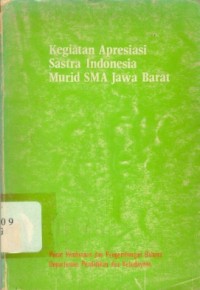 Kegiatan Apresiasi
Sastra Indonesia
Murid SMA Jawa Barat
09
Pusat Pembinaan dan Pengembangan Bahasa
Departemen Pendidikan dan Kebudayaan